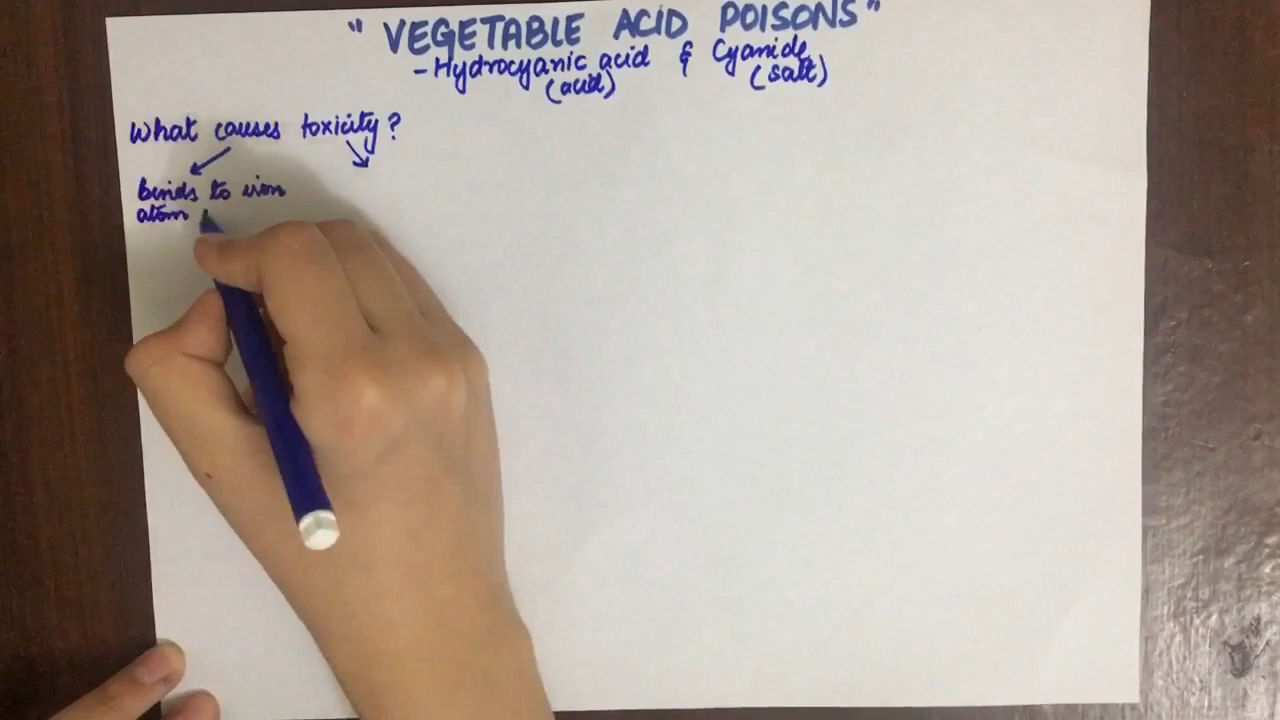 " VEGETABLE ACID POISONS "
- Hydrocyanic acid & Cyanide
(acid) (salt)
What causes toxicity?
binds to iron
atom